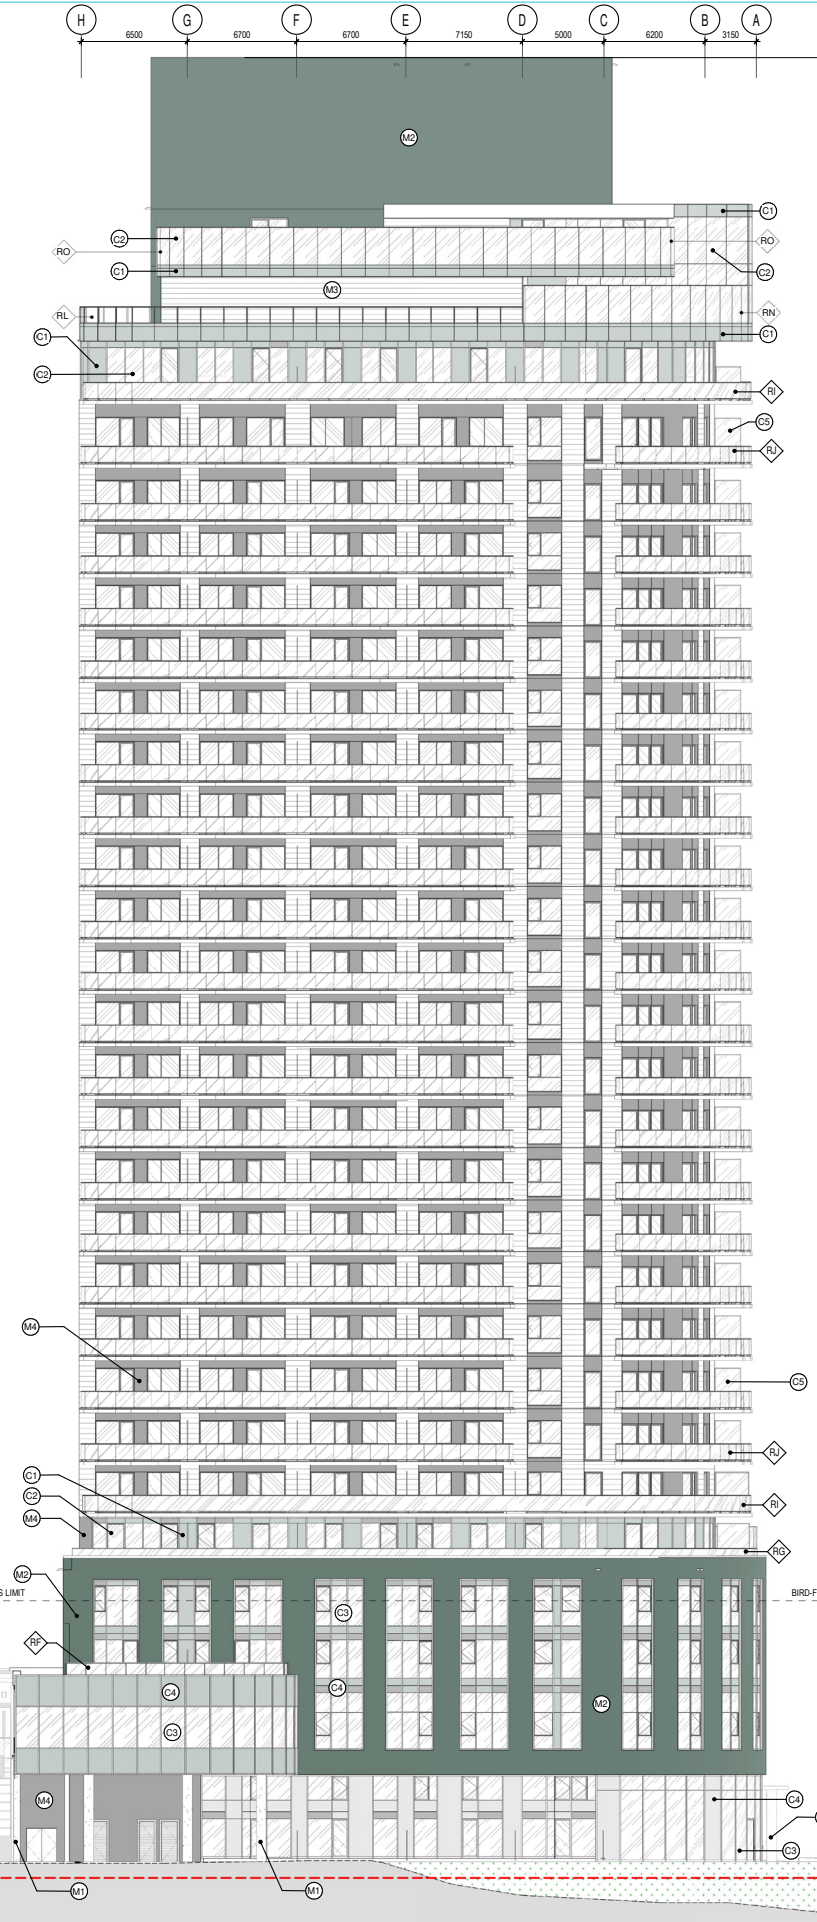 H G F E D C B A
6500 6700 6700 7150 5000 6200 3150
M2
C1
C2
RO RO
C1 C2
M3
RL RN
C1 C1
C2
RI
C5
RJ
M4
C5
RJ
C1
C2 RI
M4
RG
M2
S LIMIT BIRD-F
C3
RF
C4 C4
M2
C3
C4
M4
C3
M1 M1